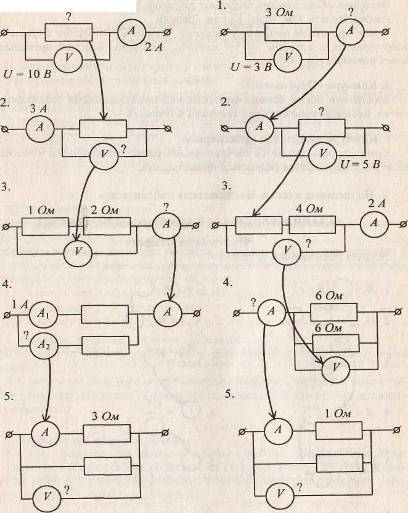 ?
A
2 А
V
U = 10 В
2.
3 А
A
V
?
3.
1 Ом
2 Ом
?
A
V
4.
1 А
A₁
A
?
A₂
5.
A
3 Ом
V
?
1.
3 Ом
?
A
V
U = 3 В
2.
A
?
V
U = 5 В
3.
4 Ом
2 А
A
V
?
4.
?
A
6 Ом
6 Ом
V
?
5.
A
1 Ом
V
?